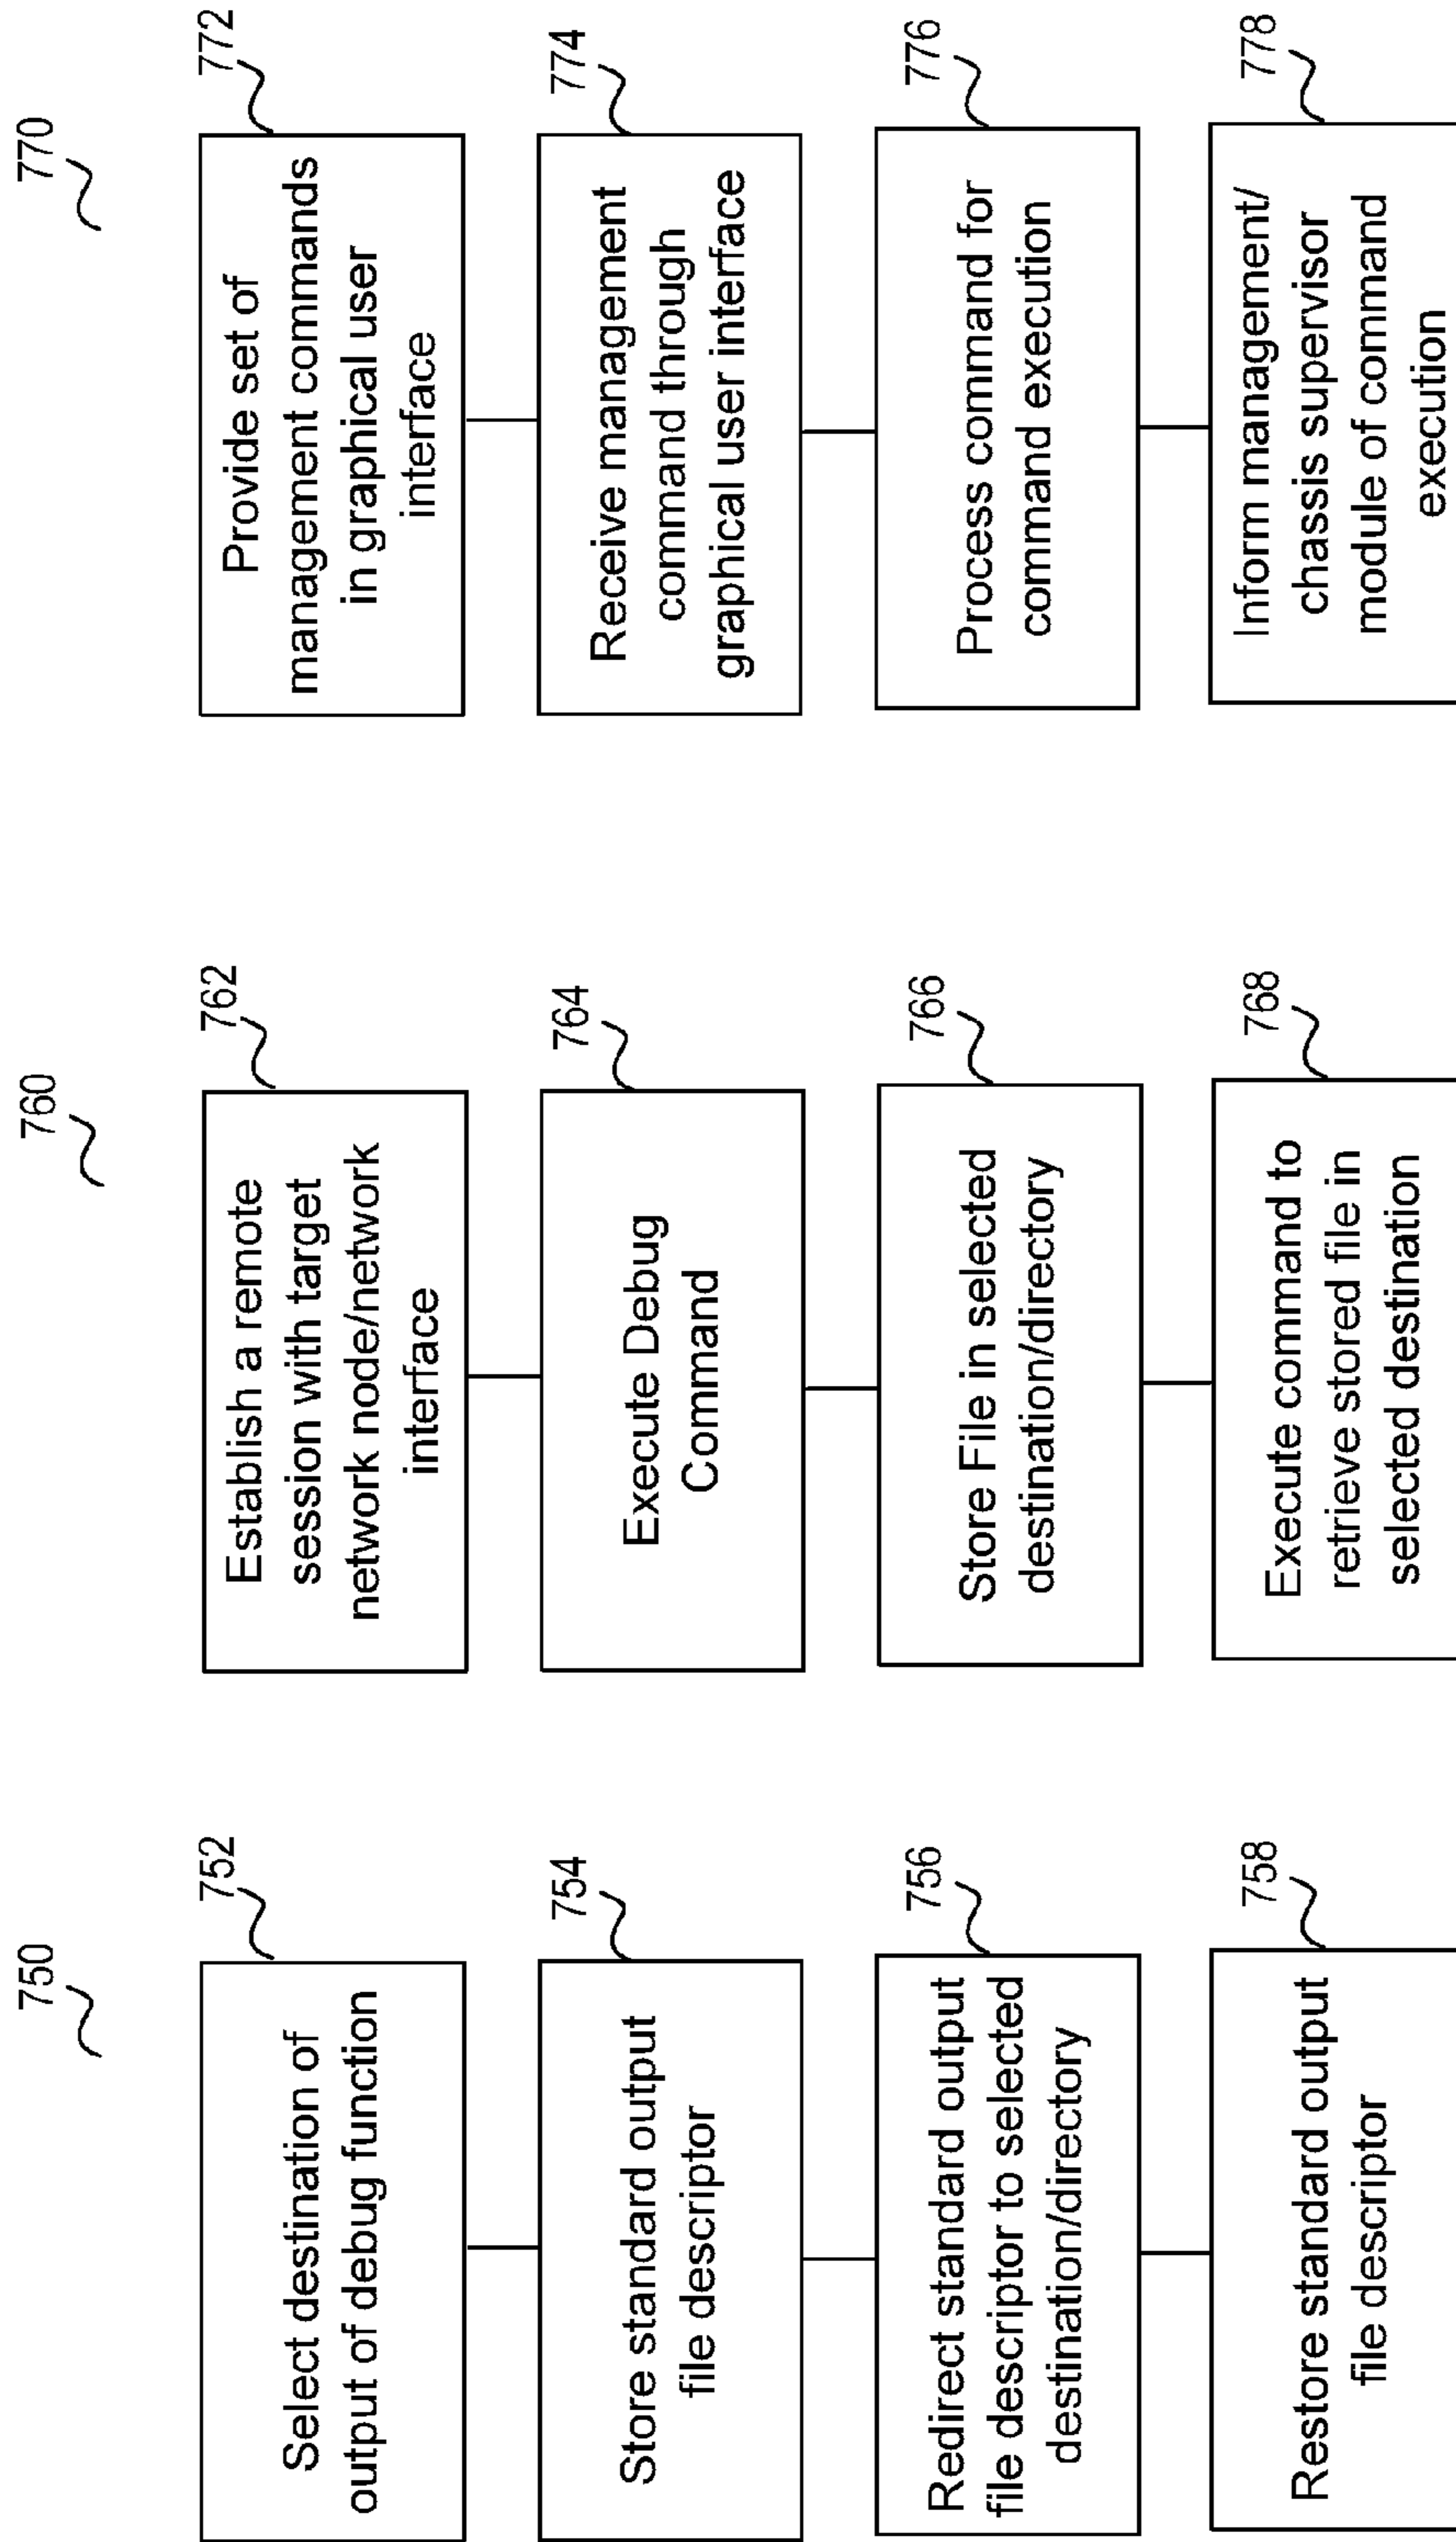 750
752
Select destination of
output of debug function
754
Store standard output
file descriptor
756
Redirect standard output
file descriptor to selected
destination/directory
758
Restore standard output
file descriptor
760
762
Establish a remote
session with target
network node/network
interface
764
Execute Debug
Command
766
Store File in selected
destination/directory
768
Execute command to
retrieve stored file in
selected destination
770
772
Provide set of
management commands
in graphical user
interface
774
Receive management
command through
graphical user interface
776
Process command for
command execution
778
Inform management/
chassis supervisor
module of command
execution